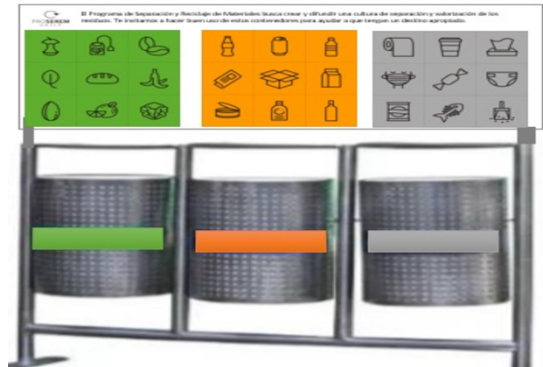 El Programa de Separación y Reciclaje de Materiales busca crear y difundir una cultura de separación y valorización de los
residuos. Te invitamos a hacer buen uso de estos contenedores para ayudar a que tengan un destino apropiado.
PROSEREM